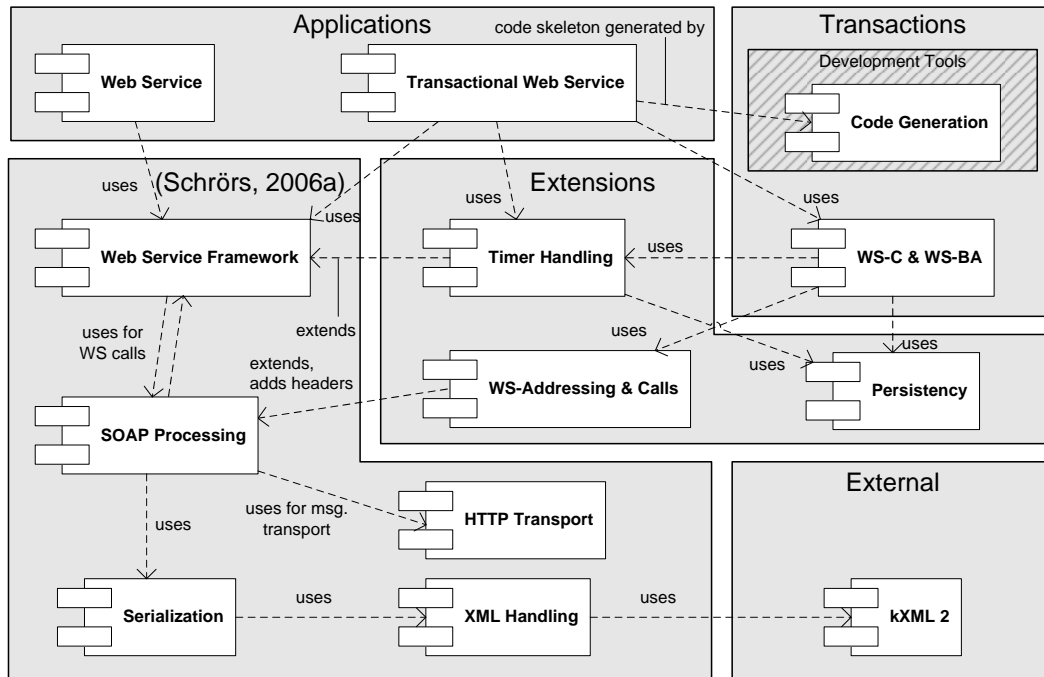 Applications
code skeleton generated by
Web Service
Transactional Web Service
Transactions
Development Tools
Code Generation
uses
(Schrörs, 2006a)
uses
Web Service Framework
extends
uses for
WS calls
Extensions
uses
Timer Handling
uses
uses
WS-C & WS-BA
uses
extends,
adds headers
WS-Addressing & Calls
uses
uses
Persistency
SOAP Processing
uses
uses for msg.
transport
HTTP Transport
Serialization
uses
XML Handling
uses
External
kXML 2